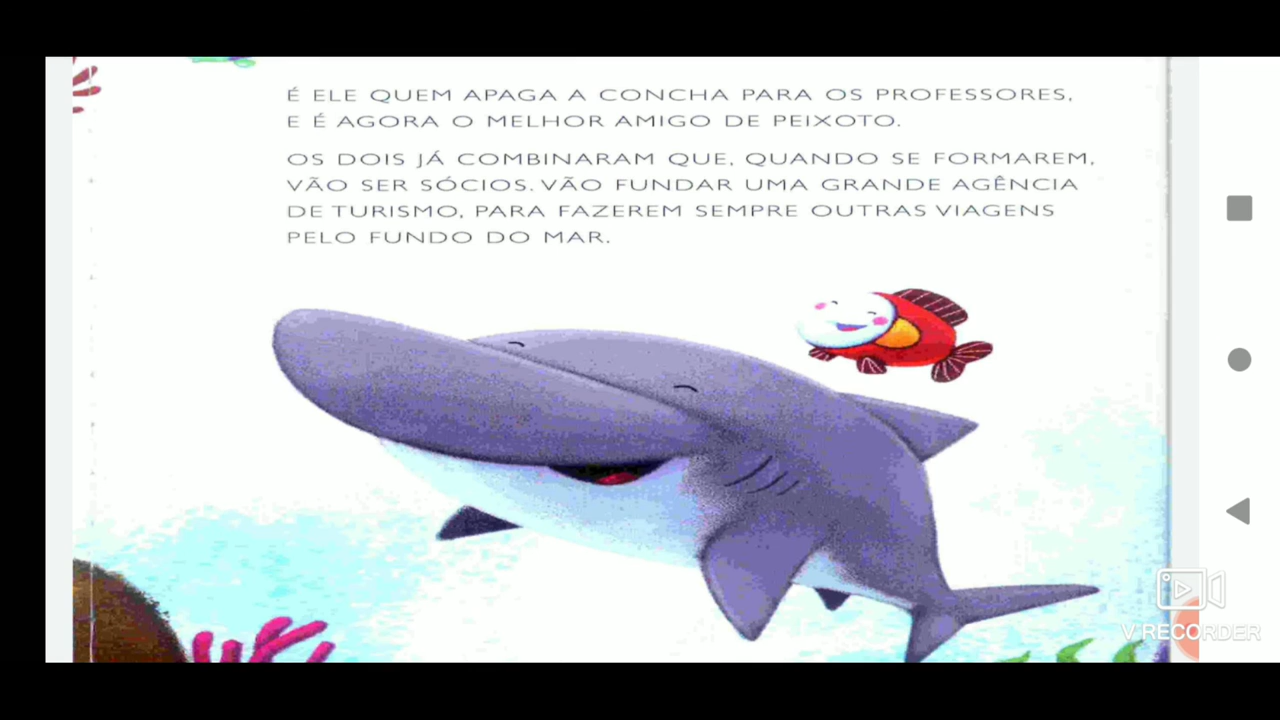 É ELE QUEM APAGA A CONCHA PARA OS PROFESSORES,
E É AGORA O MELHOR AMIGO DE PEIXOTO.
OS DOIS JÁ COMBINARAM QUE, QUANDO SE FORMAREM,
VÃO SER SÓCIOS. VÃO FUNDAR UMA GRANDE AGÊNCIA
DE TURISMO, PARA FAZEREM SEMPRE OUTRAS VIAGENS
PELO FUNDO DO MAR.
V RECORDER